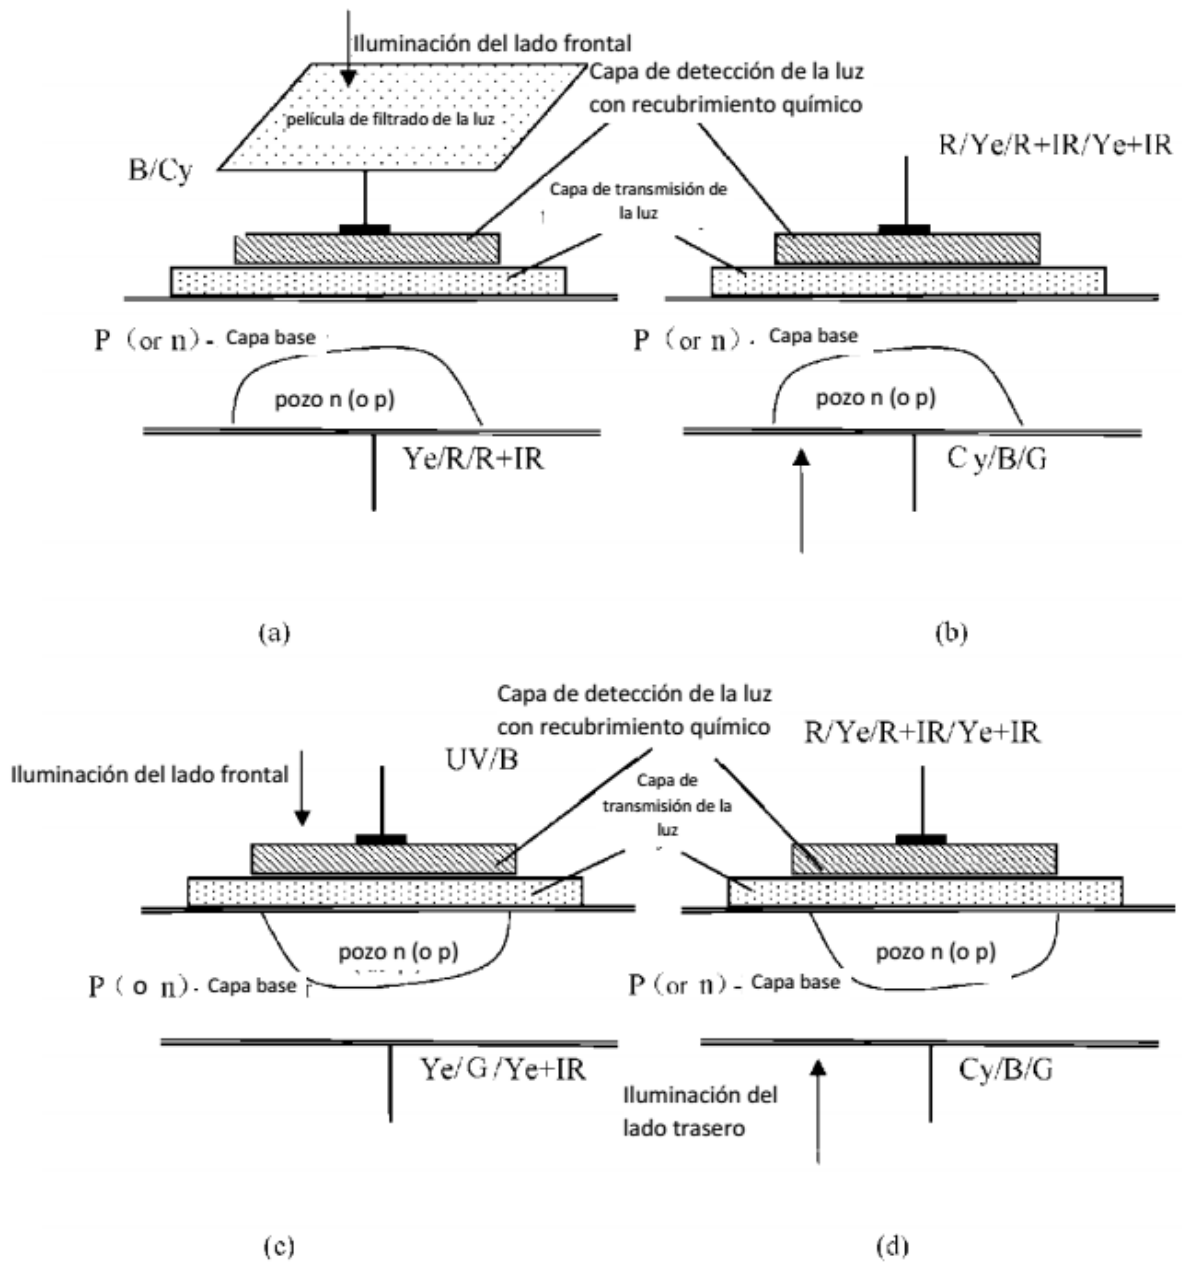 Iluminación del lado frontal
Capa de detección de la luz
con recubrimiento químico
película de filtrado de la luz
B/Cy
R/Ye/R+IR/Ye+IR
Capa de transmisión de
la luz
P (or n) - Capa base
pozo n (o p)
Ye/R/R+IR
P (or n) . Capa base
pozo n (o p)
Cy/B/G
(a)
(b)
Capa de detección de la luz
con recubrimiento químico
R/Ye/R+IR/Ye+IR
UV/B
Iluminación del lado frontal
Capa de
transmisión de la
luz
pozo n (o p)
P ( o n). Capa base
Ye/G/Ye+IR
pozo n (o p)
P (or n) - Capa base
Cy/B/G
Iluminación del
lado trasero
(c)
(d)